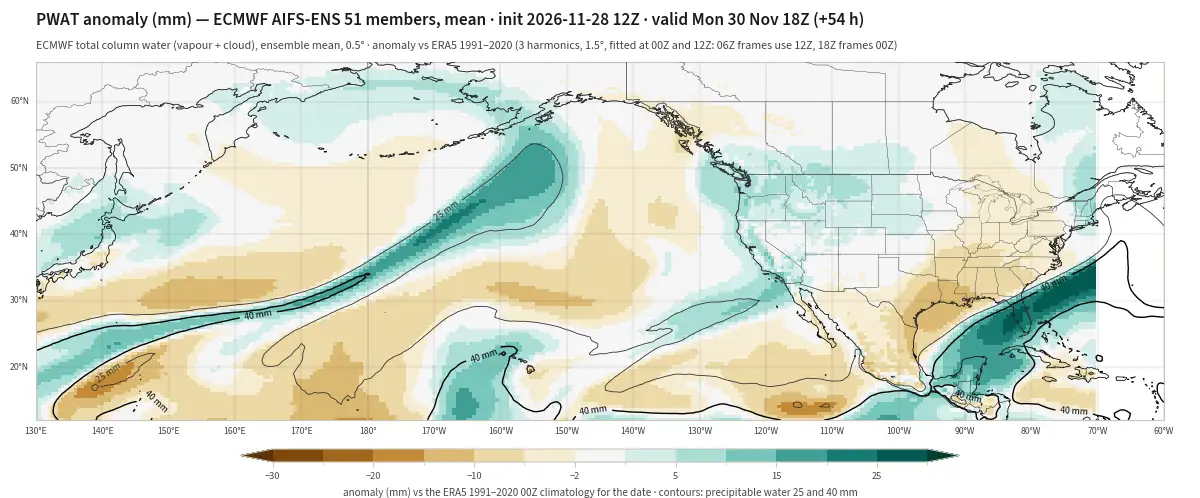 PWAT anomaly (mm) — ECMWF AIFS-ENS 51 members, mean · init 2026-11-28 12Z · valid Mon 30 Nov 18Z (+54 h)
ECMWF total column water (vapour + cloud), ensemble mean, 0.5° · anomaly vs ERA5 1991–2020 (3 harmonics, 1.5°, fitted at 00Z and 12Z: 06Z frames use 12Z, 18Z frames 00Z)
60°N
50°N
40°N
30°N
20°N
25 mm
40 mm
40 mm
40 mm
25 mm
40 mm
40 mm
40 mm
40 mm
130°E 140°E 150°E 160°E 170°E 180° 170°W 160°W 150°W 140°W 130°W 120°W 110°W 100°W 90°W 80°W 70°W 60°W
−30 −20 −10 −2 5 15 25
anomaly (mm) vs the ERA5 1991–2020 00Z climatology for the date · contours: precipitable water 25 and 40 mm